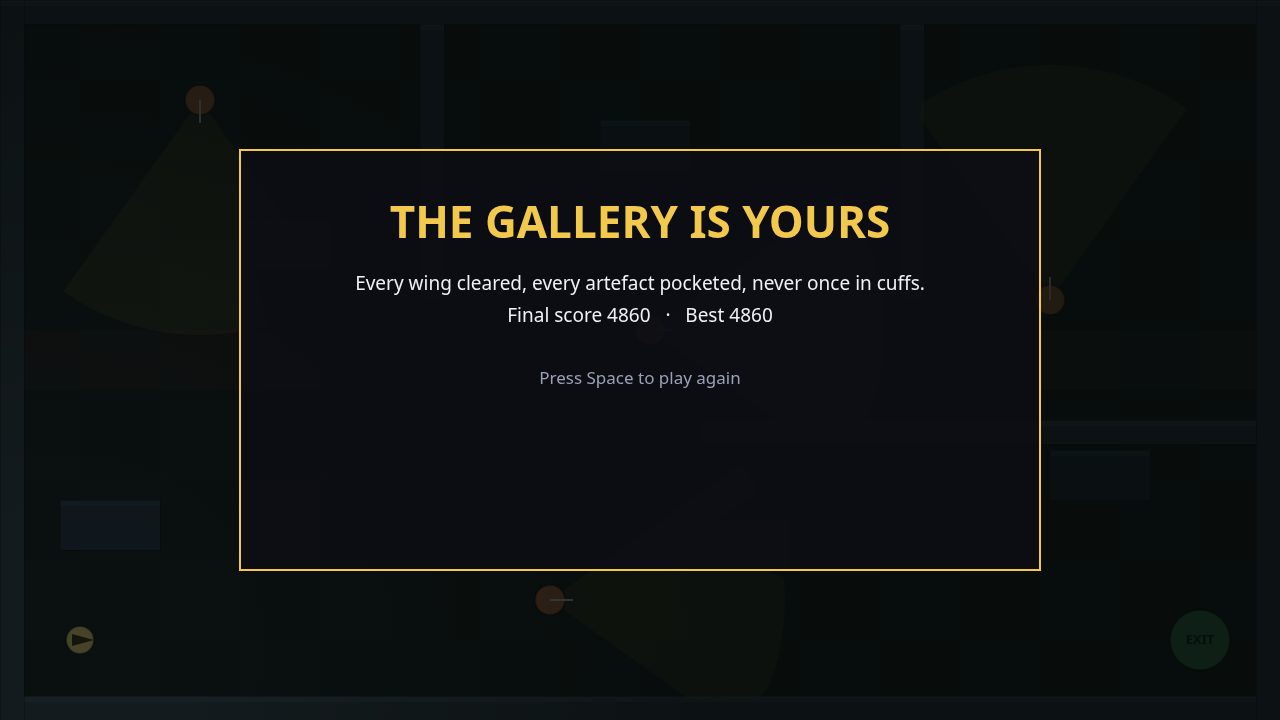 THE GALLERY IS YOURS
Every wing cleared, every artefact pocketed, never once in cuffs.
Final score 4860 · Best 4860
Press Space to play again
EXIT